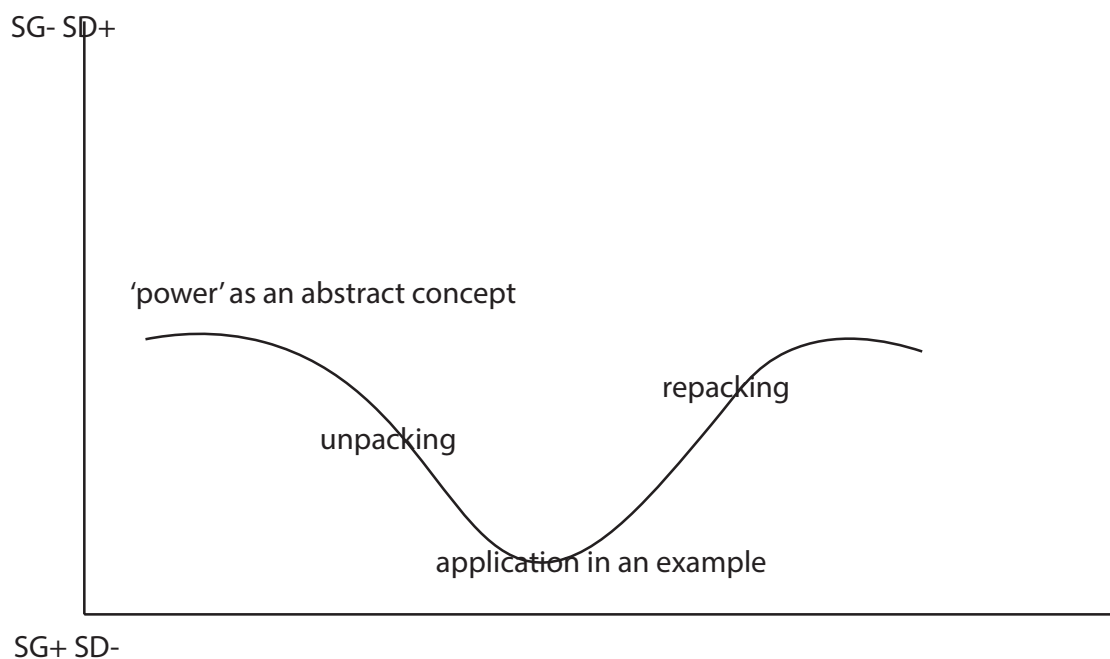 SG- SD+
‘power’ as an abstract concept
repacking
unpacking
application in an example
SG+ SD-